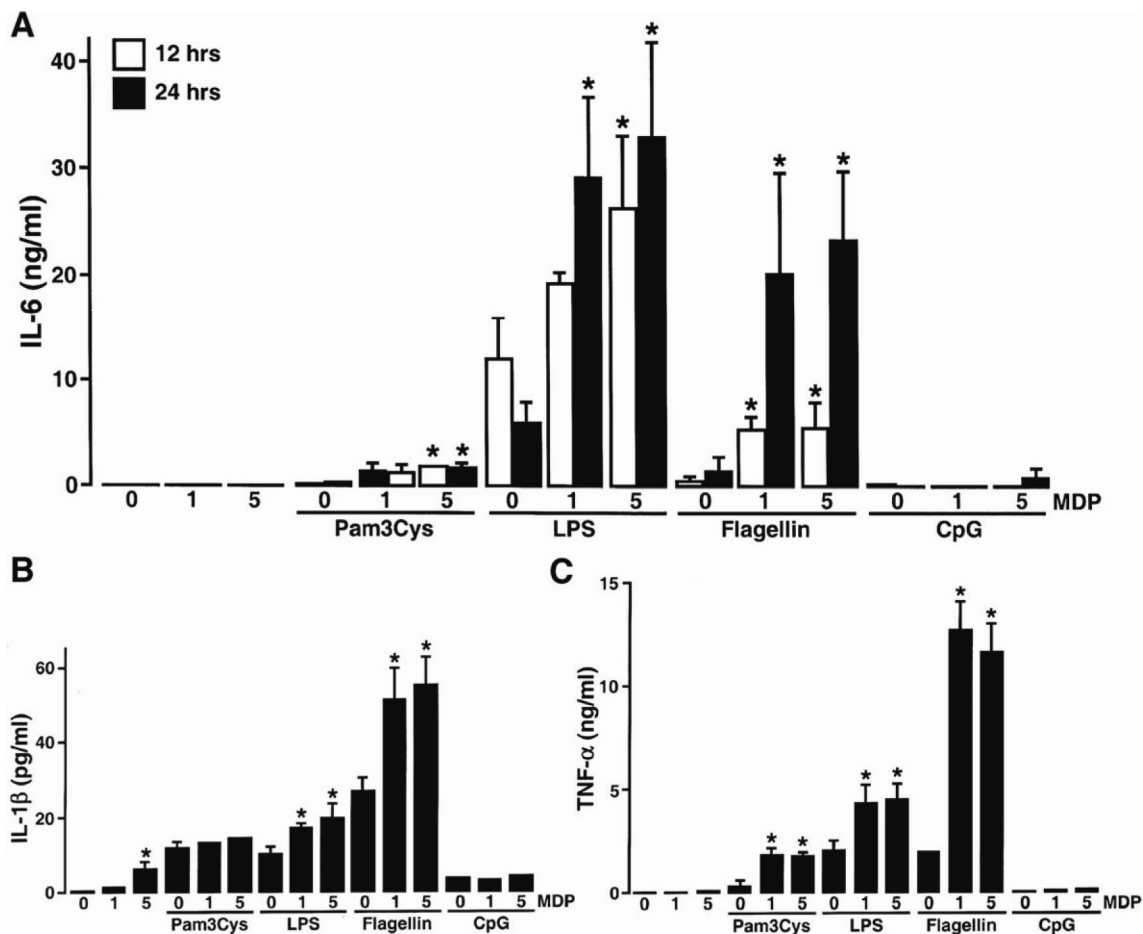 A
12 hrs
24 hrs
IL-6 (ng/ml)
40
30
20
10
0
* * * * * * * * *
0 1 5 0 1 5 0 1 5 0 1 5 0 1 5 MDP
Pam3Cys LPS Flagellin CpG
B
IL-1β (pg/ml)
60
40
20
0
* * * * *
0 1 5 0 1 5 0 1 5 0 1 5 0 1 5 MDP
Pam3Cys LPS Flagellin CpG
C
TNF-α (ng/ml)
15
10
5
0
* * * * * *
0 1 5 0 1 5 0 1 5 0 1 5 0 1 5 MDP
Pam3Cys LPS Flagellin CpG